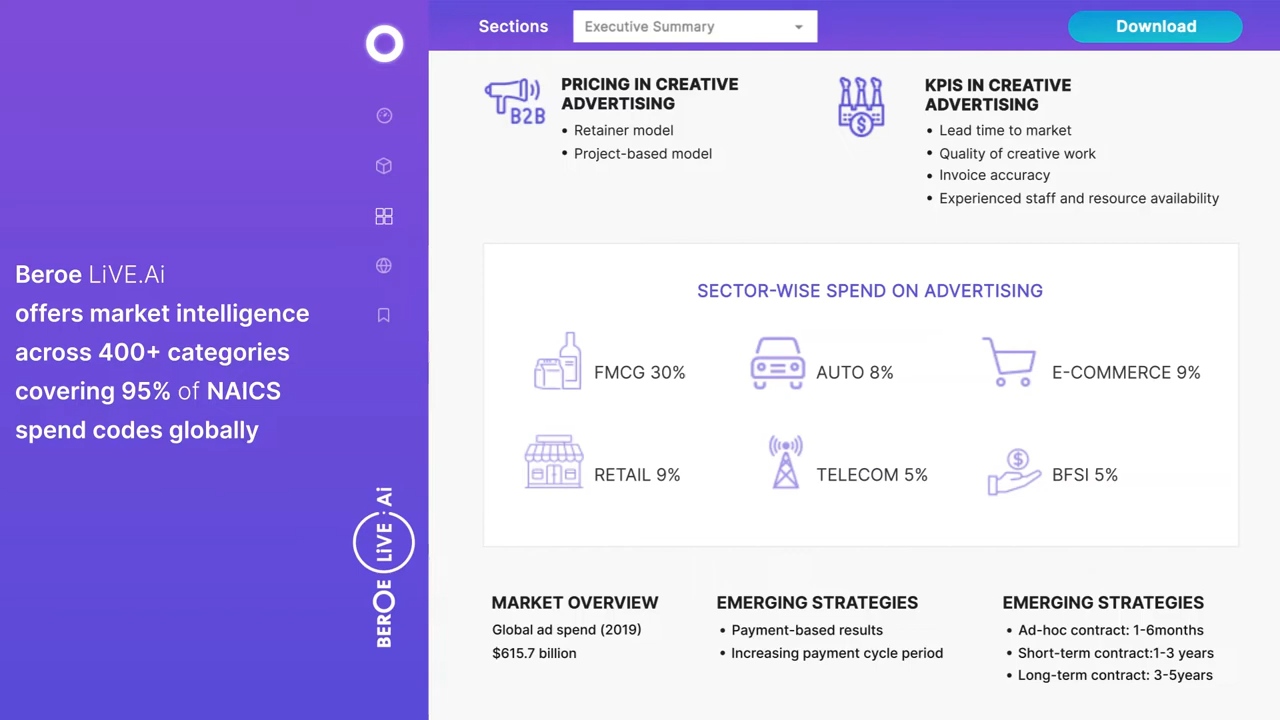 Beroe LiVE.Ai
offers market intelligence
across 400+ categories
covering 95% of NAICS
spend codes globally
BEROE LiVE.Ai
Sections
Executive Summary
Download
PRICING IN CREATIVE
ADVERTISING
• Retainer model
• Project-based model
B2B
KPIS IN CREATIVE
ADVERTISING
• Lead time to market
• Quality of creative work
• Invoice accuracy
• Experienced staff and resource availability
SECTOR-WISE SPEND ON ADVERTISING
FMCG 30%
AUTO 8%
E-COMMERCE 9%
RETAIL 9%
TELECOM 5%
BFSI 5%
MARKET OVERVIEW
Global ad spend (2019)
$615.7 billion
EMERGING STRATEGIES
• Payment-based results
• Increasing payment cycle period
EMERGING STRATEGIES
• Ad-hoc contract: 1-6months
• Short-term contract:1-3 years
• Long-term contract: 3-5years